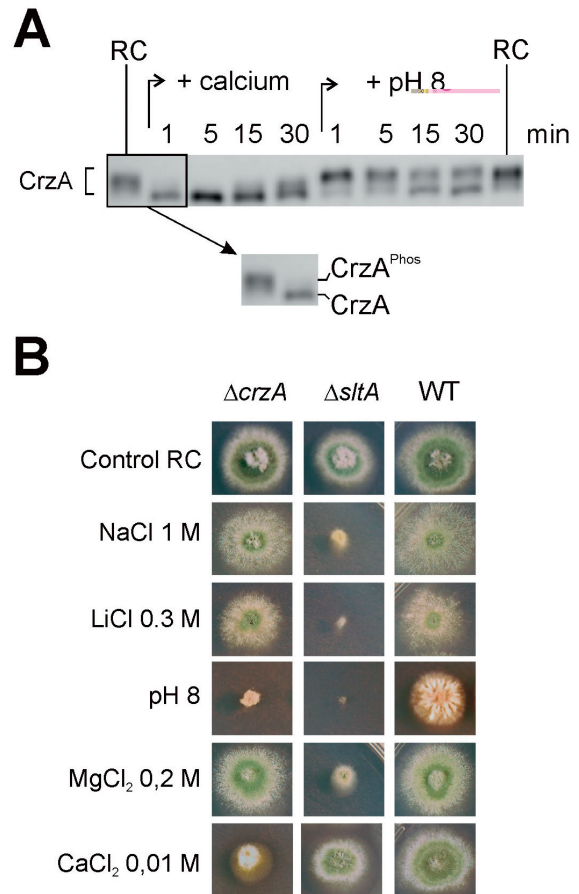 A
RC
RC
+ calcium
+ pH 8
1 5 15 30 1 5 15 30 min
CrzA
CrzA^Phos
CrzA
B
ΔcrzA ΔsltA WT
Control RC
NaCl 1 M
LiCl 0.3 M
pH 8
MgCl₂ 0,2 M
CaCl₂ 0,01 M